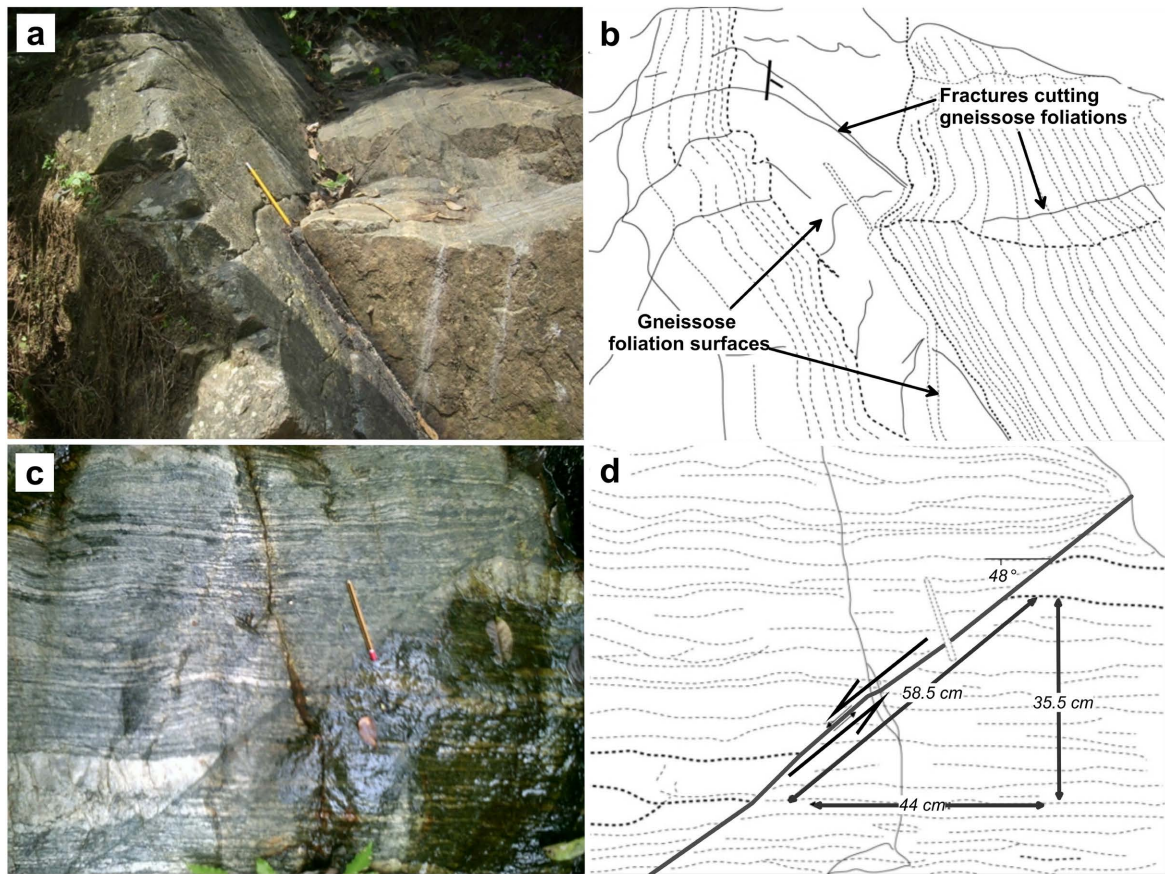 a
b
Fractures cutting
gneissose foliations
Gneissose
foliation surfaces
c
d
48°
58.5 cm
35.5 cm
44 cm